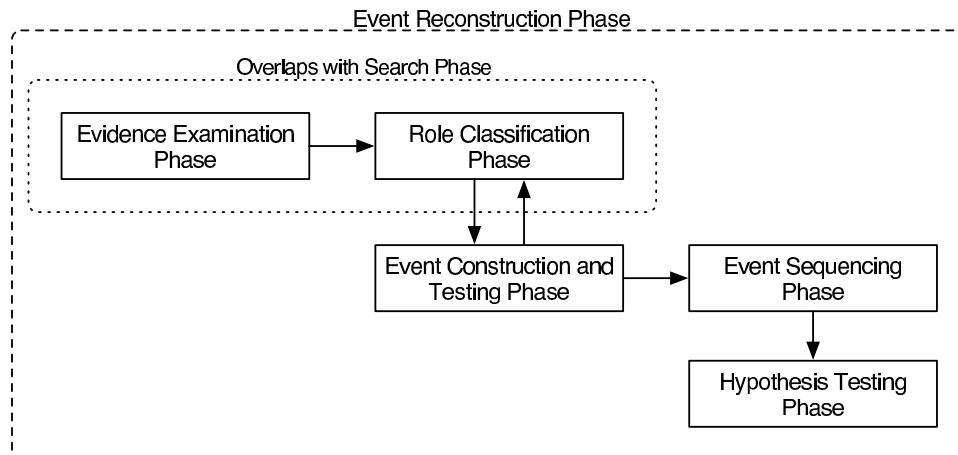 Event Reconstruction Phase
Overlaps with Search Phase
Evidence Examination
Phase
Role Classification
Phase
Event Construction and
Testing Phase
Event Sequencing
Phase
Hypothesis Testing
Phase